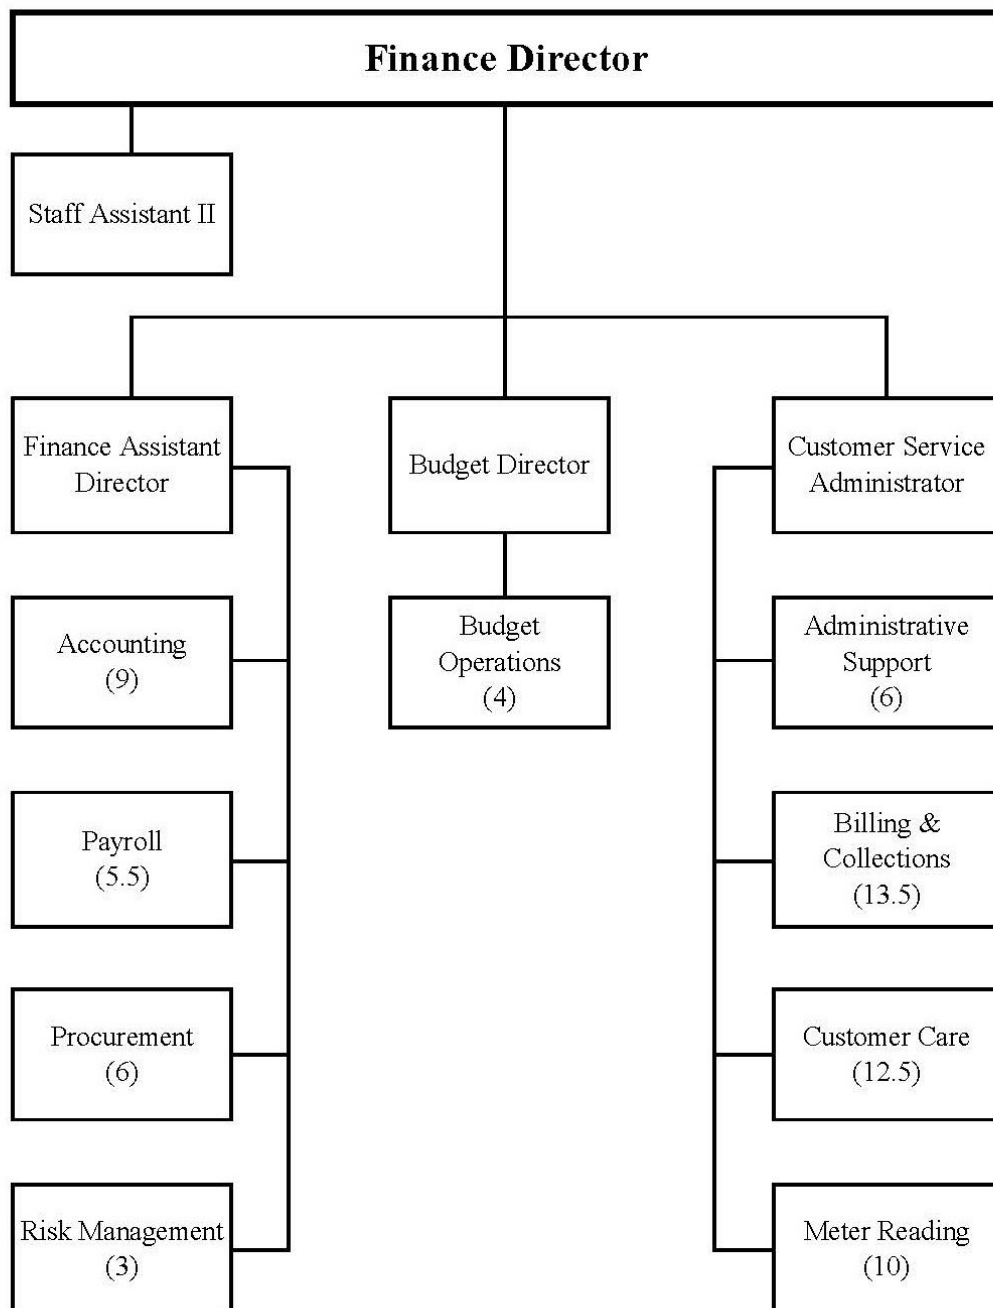 Finance Director
Staff Assistant II
Finance Assistant
Director
Budget Director
Customer Service
Administrator
Accounting
(9)
Budget
Operations
(4)
Administrative
Support
(6)
Payroll
(5.5)
Billing &
Collections
(13.5)
Procurement
(6)
Customer Care
(12.5)
Risk Management
(3)
Meter Reading
(10)